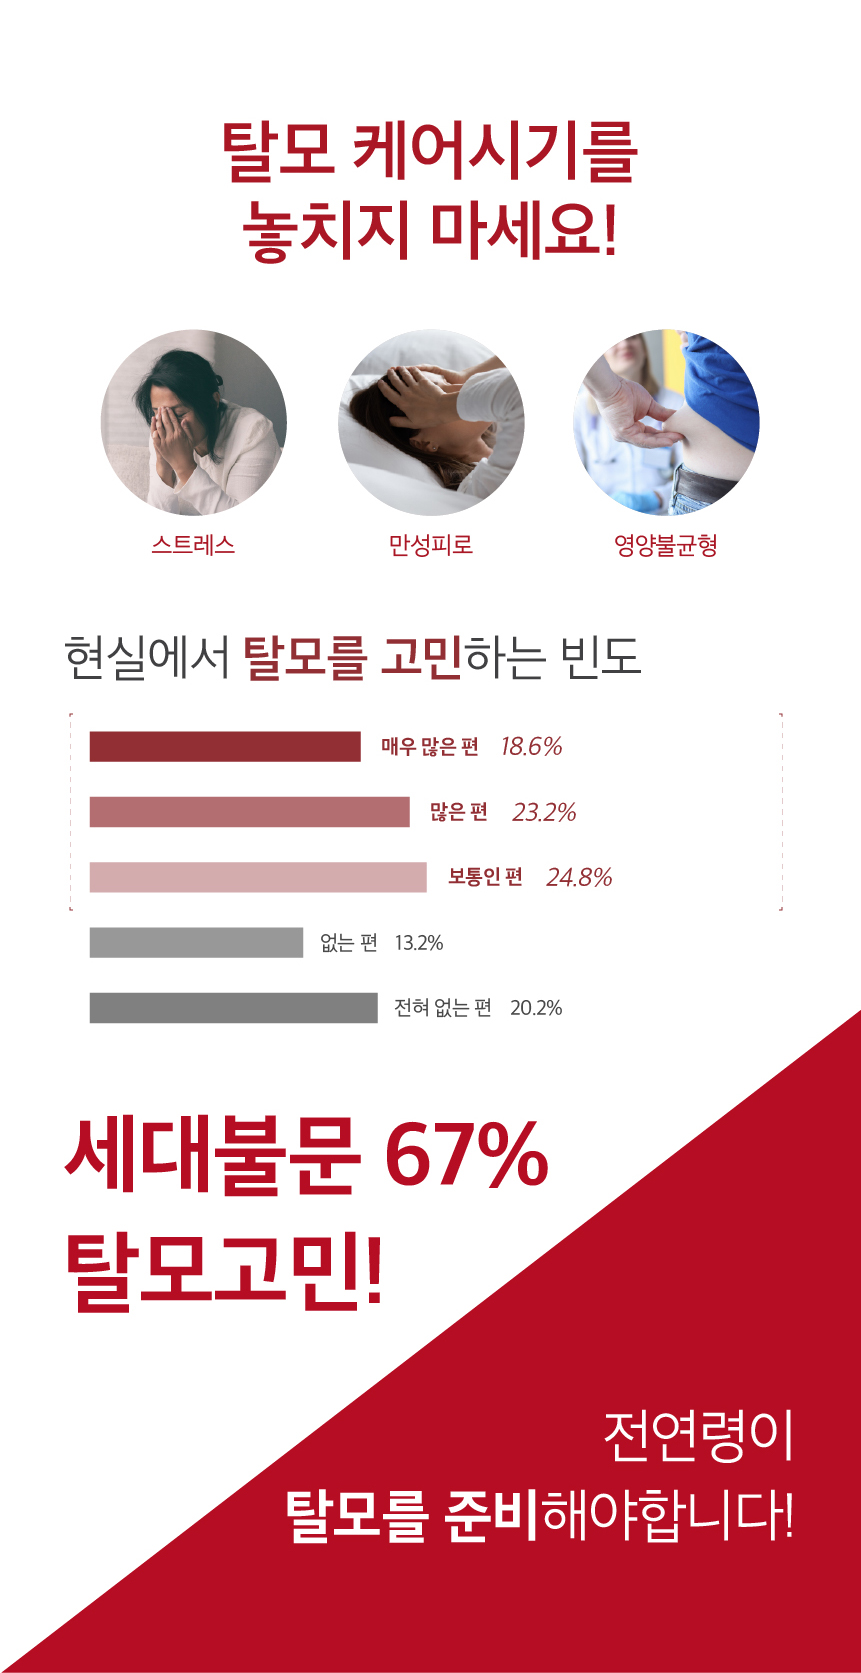 탈모 케어시기를
놓치지 마세요!
스트레스
만성피로
영양불균형
현실에서 탈모를 고민하는 빈도
매우 많은 편 18.6%
많은 편 23.2%
보통인 편 24.8%
없는 편 13.2%
전혀 없는 편 20.2%
세대불문 67%
탈모고민!
전연령이
탈모를 준비해야합니다!